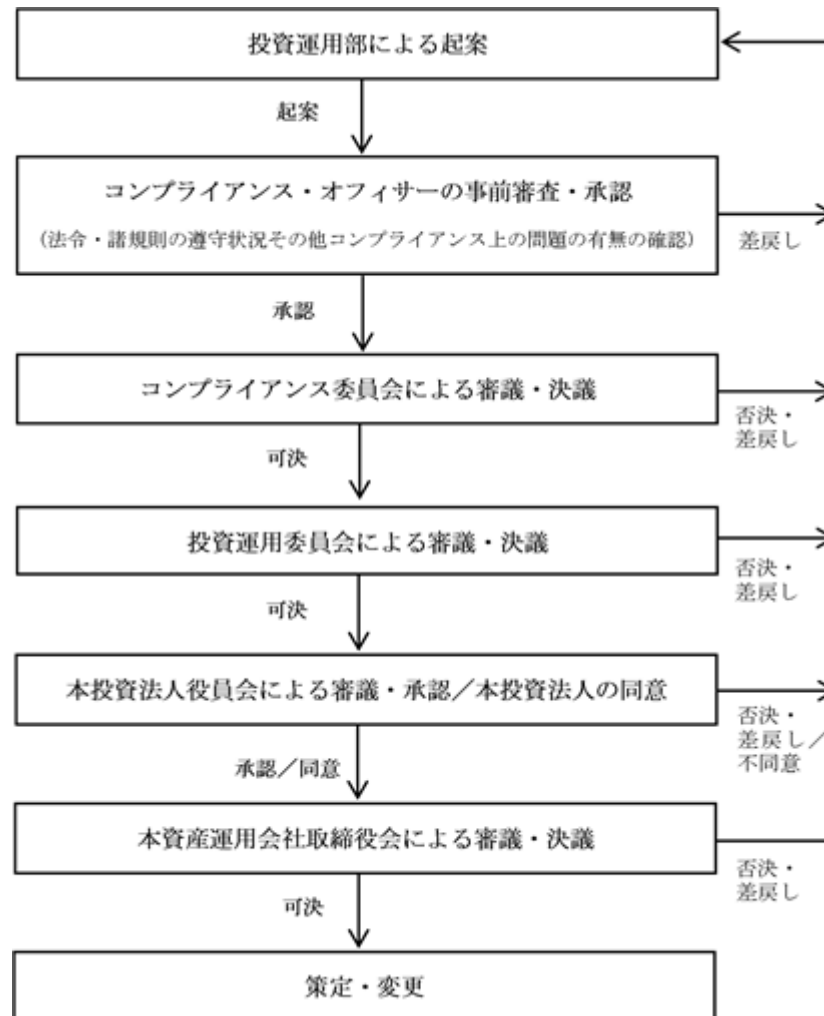 投資運用部による起案
起案
コンプライアンス・オフィサーの事前審査・承認
(法令・諸規則の遵守状況その他コンプライアンス上の問題の有無の確認)
差戻し
承認
コンプライアンス委員会による審議・決議
否決・
差戻し
可決
投資運用委員会による審議・決議
否決・
差戻し
可決
本投資法人役員会による審議・承認／本投資法人の同意
否決・
差戻し／
不同意
承認／同意
本資産運用会社取締役会による審議・決議
否決・
差戻し
可決
策定・変更